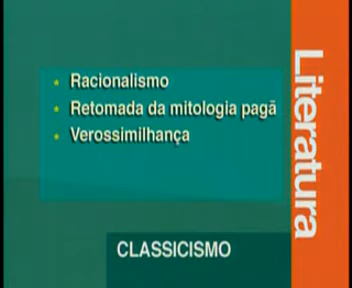 Racionalismo
Retomada da mitologia pagã
Verossimilhança
CLASSICISMO
Literatura